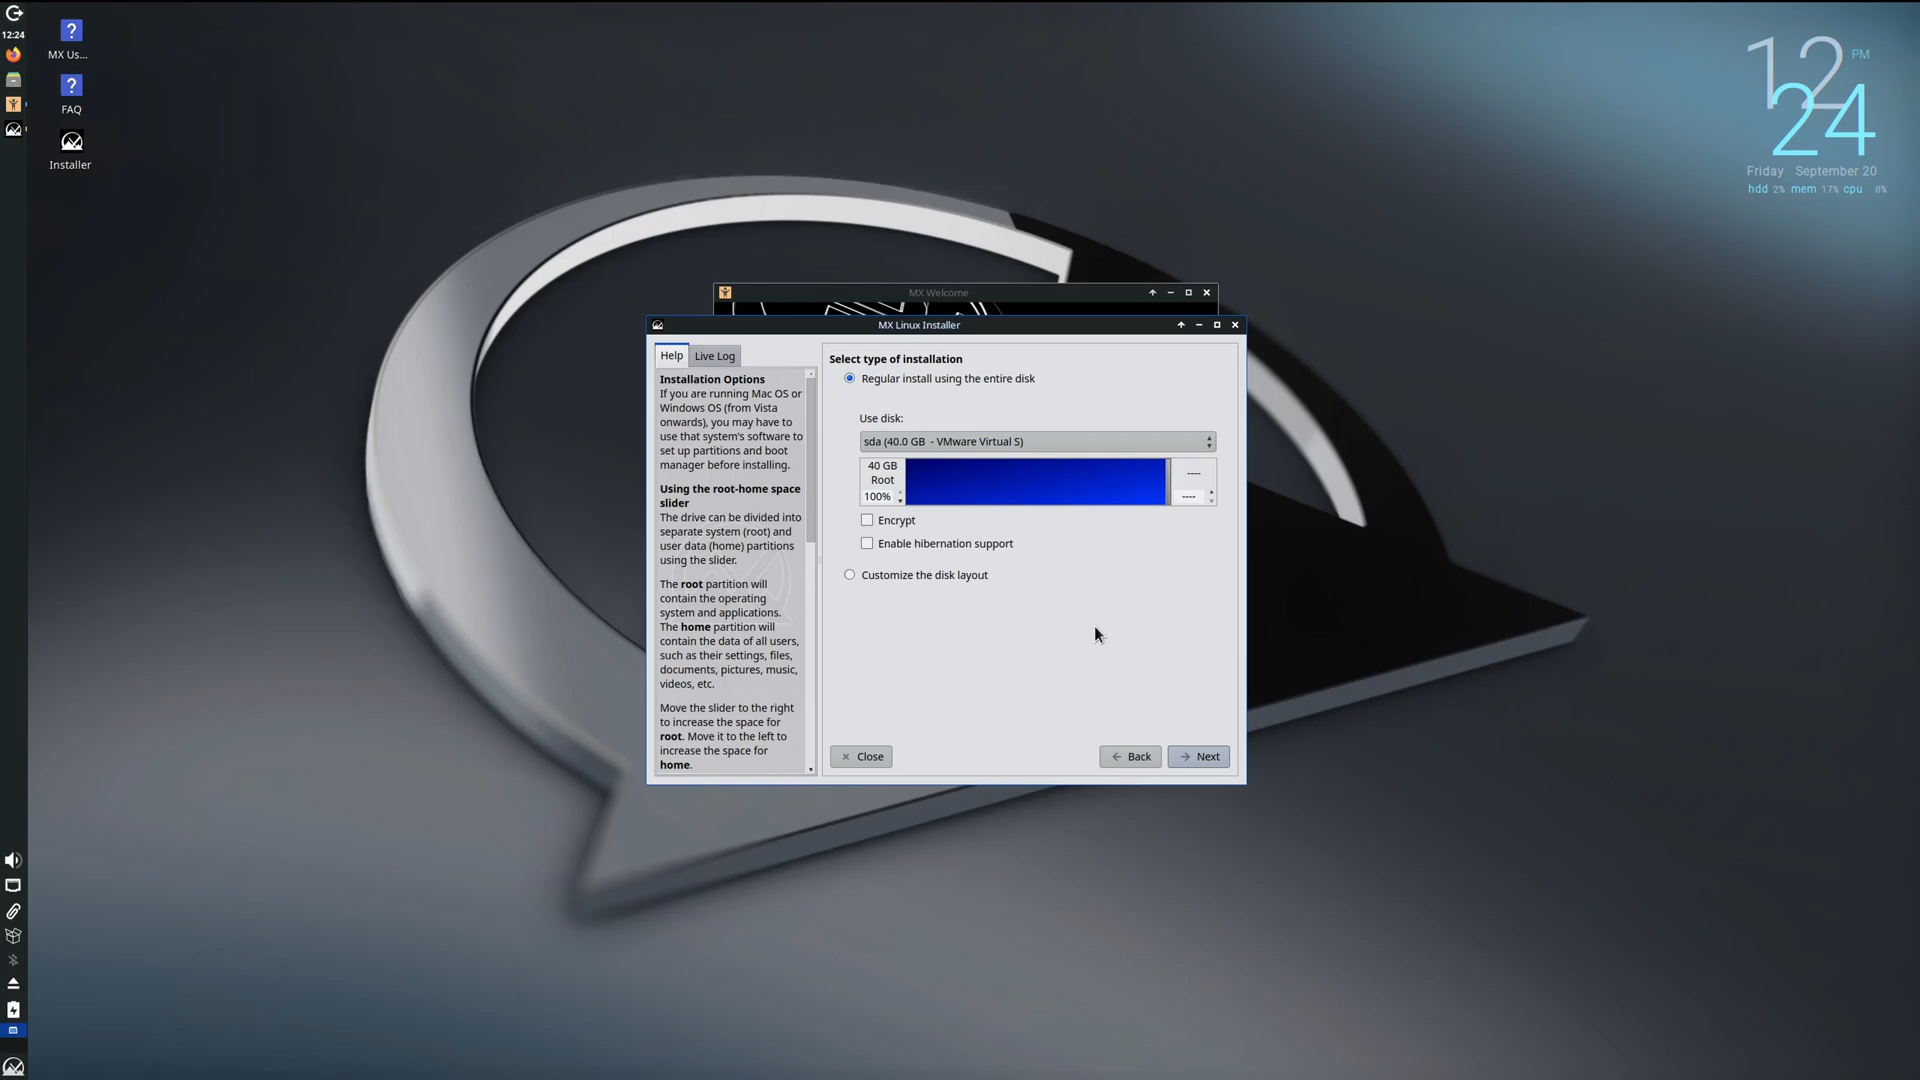 12:24
MX Us...
FAQ
Installer
12 PM
24
Friday September 20
hdd 2% mem 17% cpu 0%
MX Welcome
MX Linux Installer
Help
Live Log
Installation Options
If you are running Mac OS or
Windows OS (from Vista
onwards), you may have to
use that system's software to
set up partitions and boot
manager before installing.
Using the root-home space
slider
The drive can be divided into
separate system (root) and
user data (home) partitions
using the slider.
The root partition will
contain the operating
system and applications.
The home partition will
contain the data of all users,
such as their settings, files,
documents, pictures, music,
videos, etc.
Move the slider to the right
to increase the space for
root. Move it to the left to
increase the space for
home.
Select type of installation
Regular install using the entire disk
Use disk:
sda (40.0 GB - VMware Virtual S)
40 GB
Root
100%
----
----
Encrypt
Enable hibernation support
Customize the disk layout
Close
Back
Next